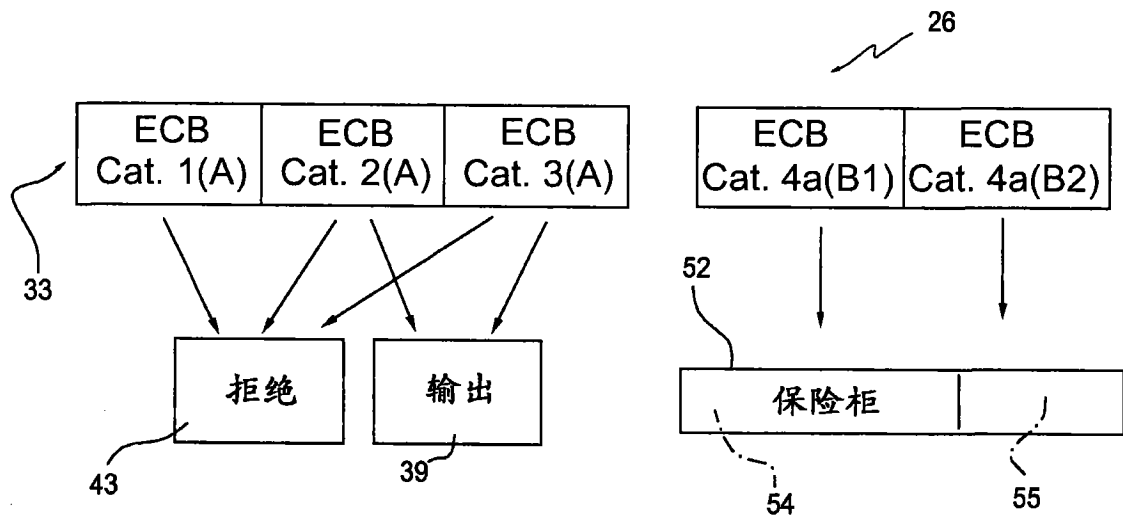 26
ECB
Cat. 1(A)
ECB
Cat. 2(A)
ECB
Cat. 3(A)
ECB
Cat. 4a(B1)
ECB
Cat. 4a(B2)
33
52
拒绝
输出
保险柜
43
39
54
55